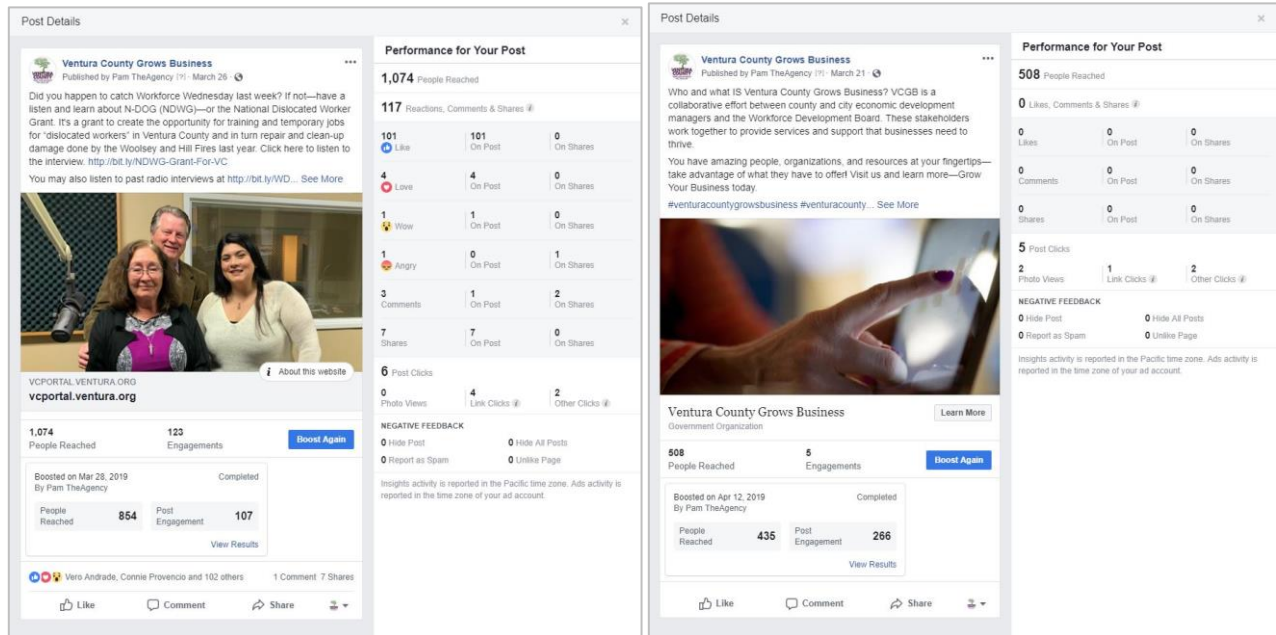 Post Details
Ventura County Grows Business
Published by Pam TheAgency [?] · March 26 ·
Did you happen to catch Workforce Wednesday last week? If not—have a
listen and learn about N-DOG (NDWG)—or the National Dislocated Worker
Grant. It's a grant to create the opportunity for training and temporary jobs
for "dislocated workers" in Ventura County and in turn repair and clean-up
damage done by the Woolsey and Hill Fires last year. Click here to listen to
the interview. http://bit.ly/NDWG-Grant-For-VC
You may also listen to past radio interviews at http://bit.ly/WD... See More
i About this website
VCPORTAL.VENTURA.ORG
vcportal.ventura.org
1,074 People Reached
123 Engagements
Boost Again
Boosted on Mar 28, 2019
By Pam TheAgency
Completed
People Reached 854
Post Engagement 107
View Results
Vero Andrade, Connie Provencio and 102 others
1 Comment 7 Shares
Like Comment Share
Performance for Your Post
1,074 People Reached
117 Reactions, Comments & Shares
101 Like 101 On Post 0 On Shares
4 Love 4 On Post 0 On Shares
1 Wow 1 On Post 0 On Shares
1 Angry 0 On Post 1 On Shares
3 Comments 1 On Post 2 On Shares
7 Shares 7 On Post 0 On Shares
6 Post Clicks
0 Photo Views 4 Link Clicks 2 Other Clicks
NEGATIVE FEEDBACK
0 Hide Post 0 Hide All Posts
0 Report as Spam 0 Unlike Page
Insights activity is reported in the Pacific time zone. Ads activity is
reported in the time zone of your ad account.
Post Details
Ventura County Grows Business
Published by Pam TheAgency [?] · March 21 ·
Who and what IS Ventura County Grows Business? VCGB is a
collaborative effort between county and city economic development
managers and the Workforce Development Board. These stakeholders
work together to provide services and support that businesses need to
thrive.
You have amazing people, organizations, and resources at your fingertips—
take advantage of what they have to offer! Visit us and learn more—Grow
Your Business today.
#venturacountygrowsbusiness #venturacounty... See More
Ventura County Grows Business
Government Organization
Learn More
508 People Reached
5 Engagements
Boost Again
Boosted on Apr 12, 2019
By Pam TheAgency
Completed
People Reached 435
Post Engagement 266
View Results
Like Comment Share
Performance for Your Post
508 People Reached
0 Likes, Comments & Shares
0 Likes 0 On Post 0 On Shares
0 Comments 0 On Post 0 On Shares
0 Shares 0 On Post 0 On Shares
5 Post Clicks
2 Photo Views 1 Link Clicks 2 Other Clicks
NEGATIVE FEEDBACK
0 Hide Post 0 Hide All Posts
0 Report as Spam 0 Unlike Page
Insights activity is reported in the Pacific time zone. Ads activity is
reported in the time zone of your ad account.